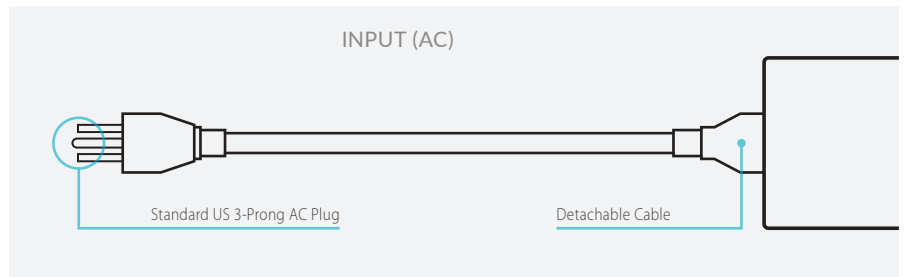 INPUT (AC)
Standard US 3-Prong AC Plug
Detachable Cable